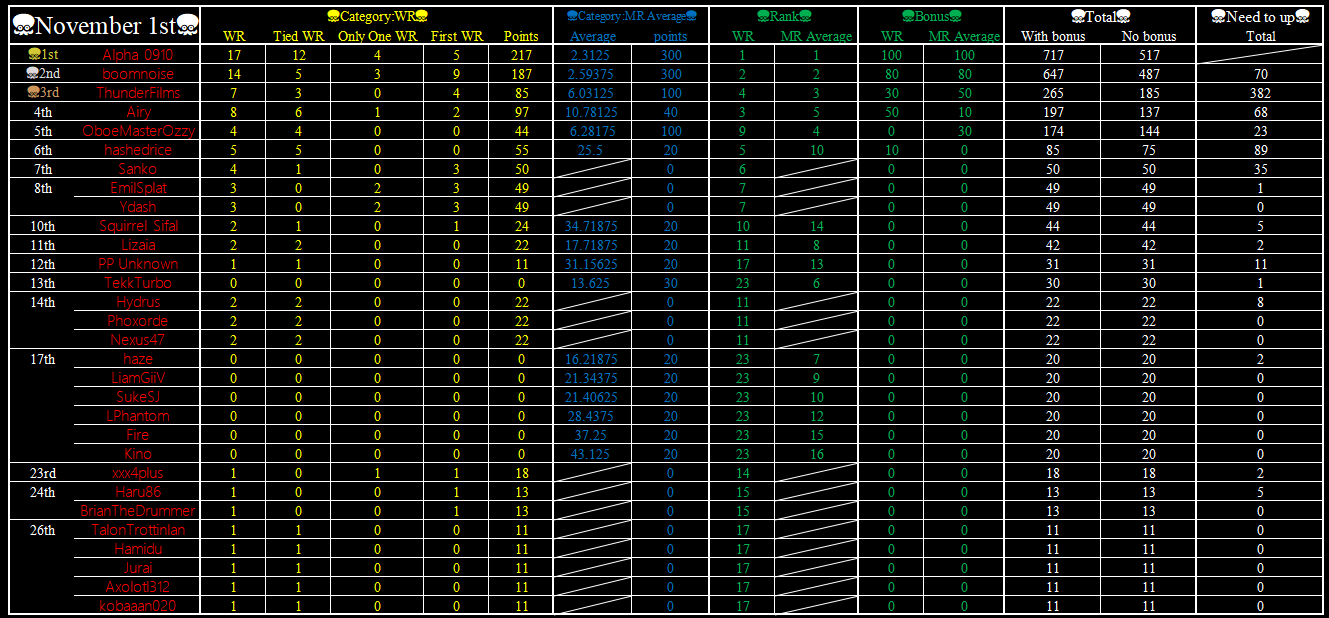 November 1st Category:WR Category:MR Average Rank Bonus Total Need to up
WR Tied WR Only One WR First WR Points Average points WR MR Average WR MR Average With bonus No bonus Total
1st Alpha 0910 17 12 4 5 217 2.3125 300 1 1 100 100 717 517
2nd boomnoise 14 5 3 9 187 2.59375 300 2 2 80 80 647 487 70
3rd ThunderFilms 7 3 0 4 85 6.03125 100 4 3 30 50 265 185 382
4th Airy 8 6 1 2 97 10.78125 40 3 5 50 10 197 137 68
5th OboeMasterOzzy 4 4 0 0 44 6.28175 100 9 4 0 30 174 144 23
6th hashedrice 5 5 0 0 55 25.5 20 5 10 10 0 85 75 89
7th Sanko 4 1 0 3 50 0 6 0 0 50 50 35
8th EmilSplat 3 0 2 3 49 0 7 0 0 49 49 1
Ydash 3 0 2 3 49 0 7 0 0 49 49 0
10th Squirrel Sifal 2 1 0 1 24 34.71875 20 10 14 0 0 44 44 5
11th Lizaia 2 2 0 0 22 17.71875 20 11 8 0 0 42 42 2
12th PP Unknown 1 1 0 0 11 31.15625 20 17 13 0 0 31 31 11
13th TekkTurbo 0 0 0 0 0 13.625 30 23 6 0 0 30 30 1
14th Hydrus 2 2 0 0 22 0 11 0 0 22 22 8
Phoxorde 2 2 0 0 22 0 11 0 0 22 22 0
Nexus47 2 2 0 0 22 0 11 0 0 22 22 0
17th haze 0 0 0 0 0 16.21875 20 23 7 0 0 20 20 2
LiamGiiV 0 0 0 0 0 21.34375 20 23 9 0 0 20 20 0
SukeSJ 0 0 0 0 0 21.40625 20 23 10 0 0 20 20 0
LPhantom 0 0 0 0 0 28.4375 20 23 12 0 0 20 20 0
Fire 0 0 0 0 0 37.25 20 23 15 0 0 20 20 0
Kino 0 0 0 0 0 43.125 20 23 16 0 0 20 20 0
23rd xxx4plus 1 0 1 1 18 0 14 0 0 18 18 2
24th Haru86 1 0 0 1 13 0 15 0 0 13 13 5
BrianTheDrummer 1 0 0 1 13 0 15 0 0 13 13 0
26th TalonTrottinlan 1 1 0 0 11 0 17 0 0 11 11 0
Hamidu 1 1 0 0 11 0 17 0 0 11 11 0
Jurai 1 1 0 0 11 0 17 0 0 11 11 0
Axolotl312 1 1 0 0 11 0 17 0 0 11 11 0
kobaaan020 1 1 0 0 11 0 17 0 0 11 11 0